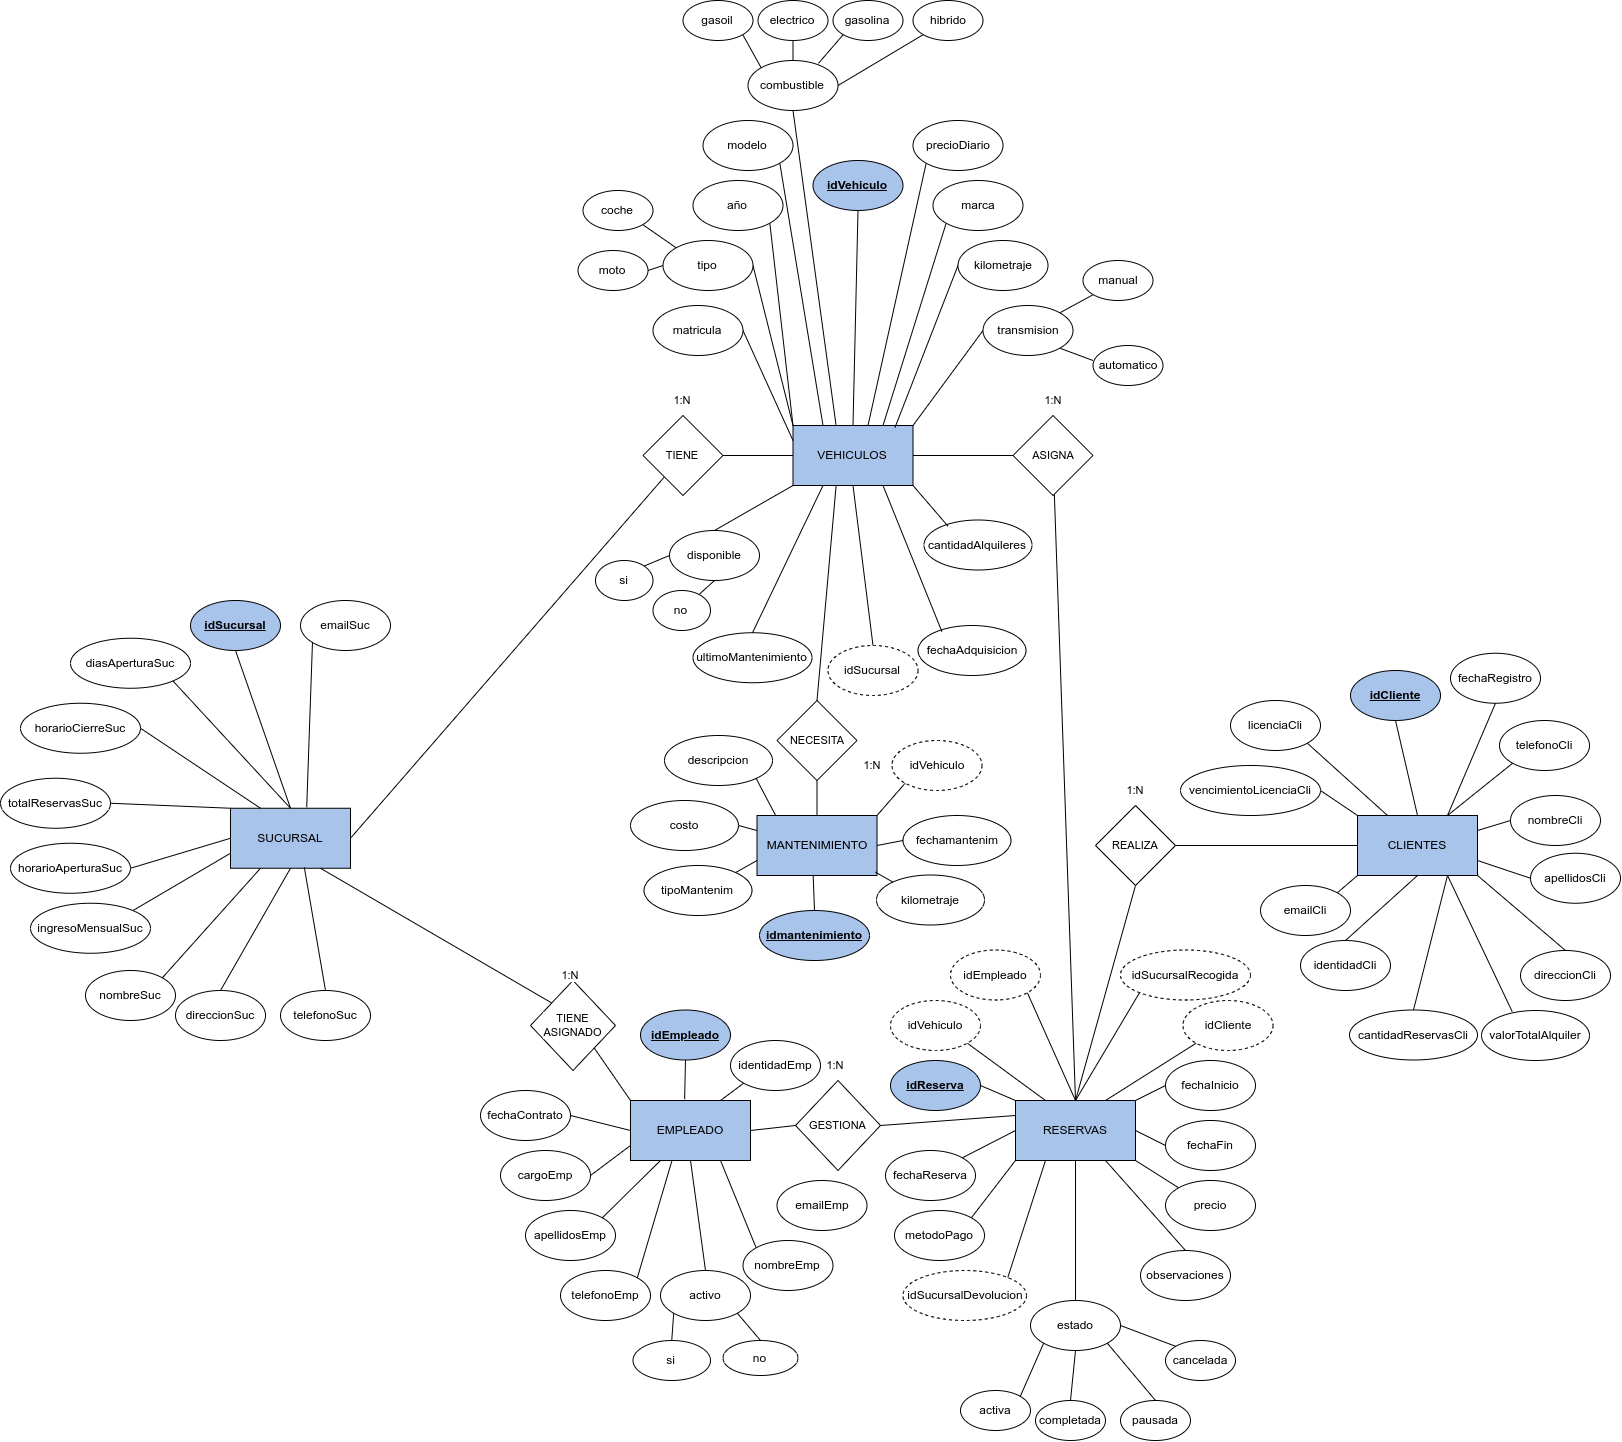 gasoil
electrico
gasolina
hibrido
combustible
modelo
precioDiario
idVehiculo
coche
año
marca
moto
tipo
kilometraje
manual
matricula
transmision
automatico
1:N
1:N
TIENE
VEHICULOS
ASIGNA
disponible
cantidadAlquileres
si
no
ultimoMantenimiento
idSucursal
fechaAdquisicion
idSucursal
emailSuc
diasAperturaSuc
horarioCierreSuc
totalReservasSuc
SUCURSAL
horarioAperturaSuc
ingresoMensualSuc
nombreSuc
direccionSuc
telefonoSuc
NECESITA
1:N
descripcion
idVehiculo
costo
MANTENIMIENTO
fechamantenim
tipoMantenim
kilometraje
idmantenimiento
idCliente
fechaRegistro
licenciaCli
telefonoCli
vencimientoLicenciaCli
nombreCli
1:N
REALIZA
CLIENTES
apellidosCli
emailCli
identidadCli
direccionCli
cantidadReservasCli
valorTotalAlquiler
1:N
TIENE
ASIGNADO
idEmpleado
identidadEmp
1:N
fechaContrato
EMPLEADO
GESTIONA
cargoEmp
emailEmp
apellidosEmp
nombreEmp
telefonoEmp
activo
si
no
idEmpleado
idSucursalRecogida
idVehiculo
idCliente
idReserva
fechaInicio
RESERVAS
fechaFin
fechaReserva
precio
metodoPago
observaciones
idSucursalDevolucion
estado
cancelada
activa
completada
pausada